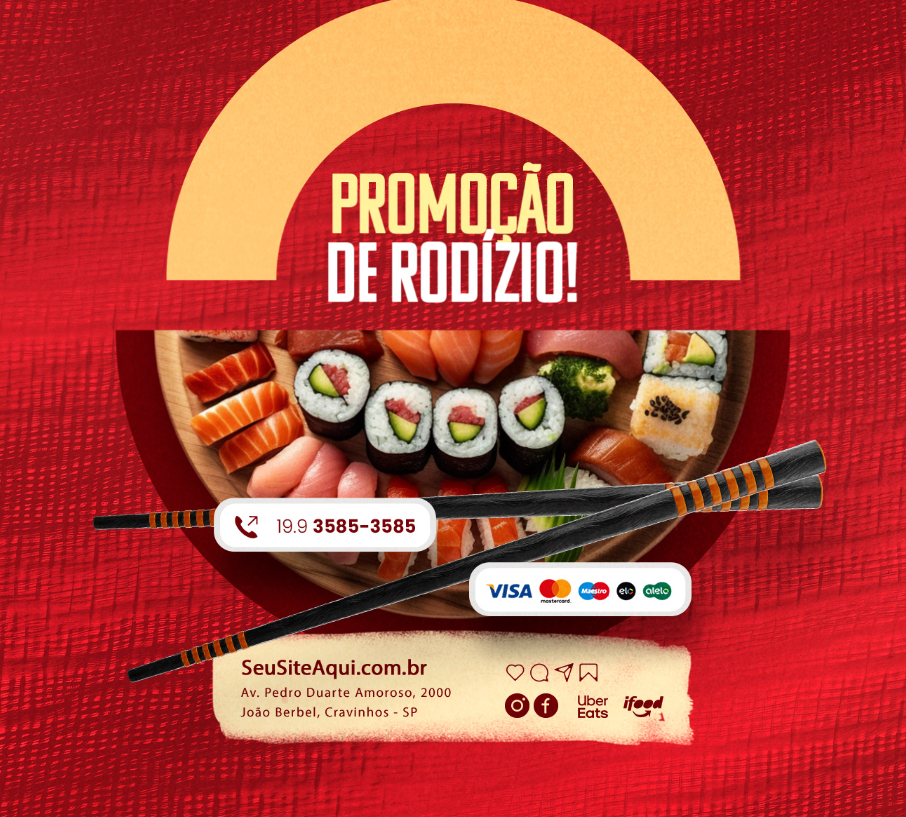 PROMOÇÃO
DE RODÍZIO!
19.9 3585-3585
VISA mastercard. Maestro elo alelo
SeuSiteAqui.com.br
Av. Pedro Duarte Amoroso, 2000
João Berbel, Cravinhos - SP
Uber
Eats
ifood